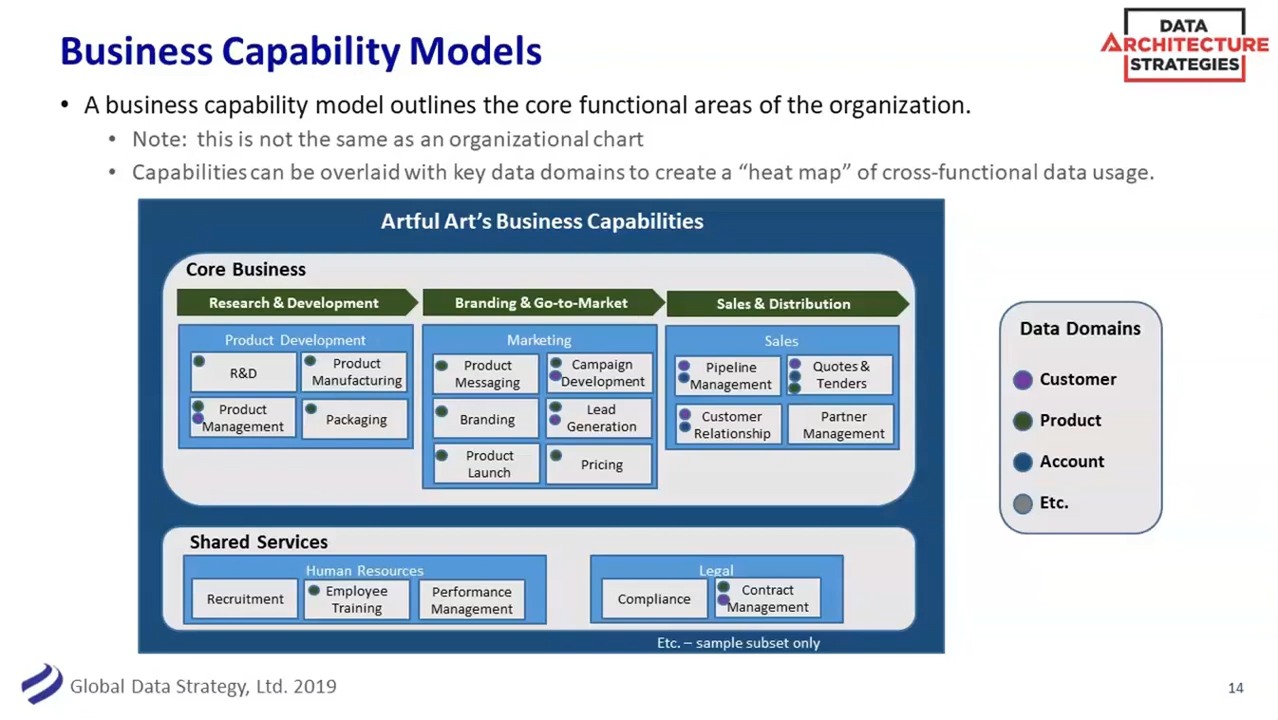 Business Capability Models
DATA
ARCHITECTURE
STRATEGIES
• A business capability model outlines the core functional areas of the organization.
• Note: this is not the same as an organizational chart
• Capabilities can be overlaid with key data domains to create a “heat map” of cross-functional data usage.
Artful Art’s Business Capabilities
Core Business
Research & Development
Branding & Go-to-Market
Sales & Distribution
Product Development
R&D
Product
Manufacturing
Product
Management
Packaging
Marketing
Product
Messaging
Campaign
Development
Branding
Lead
Generation
Product
Launch
Pricing
Sales
Pipeline
Management
Quotes &
Tenders
Customer
Relationship
Partner
Management
Data Domains
Customer
Product
Account
Etc.
Shared Services
Human Resources
Recruitment
Employee
Training
Performance
Management
Legal
Compliance
Contract
Management
Etc. – sample subset only
Global Data Strategy, Ltd. 2019
14